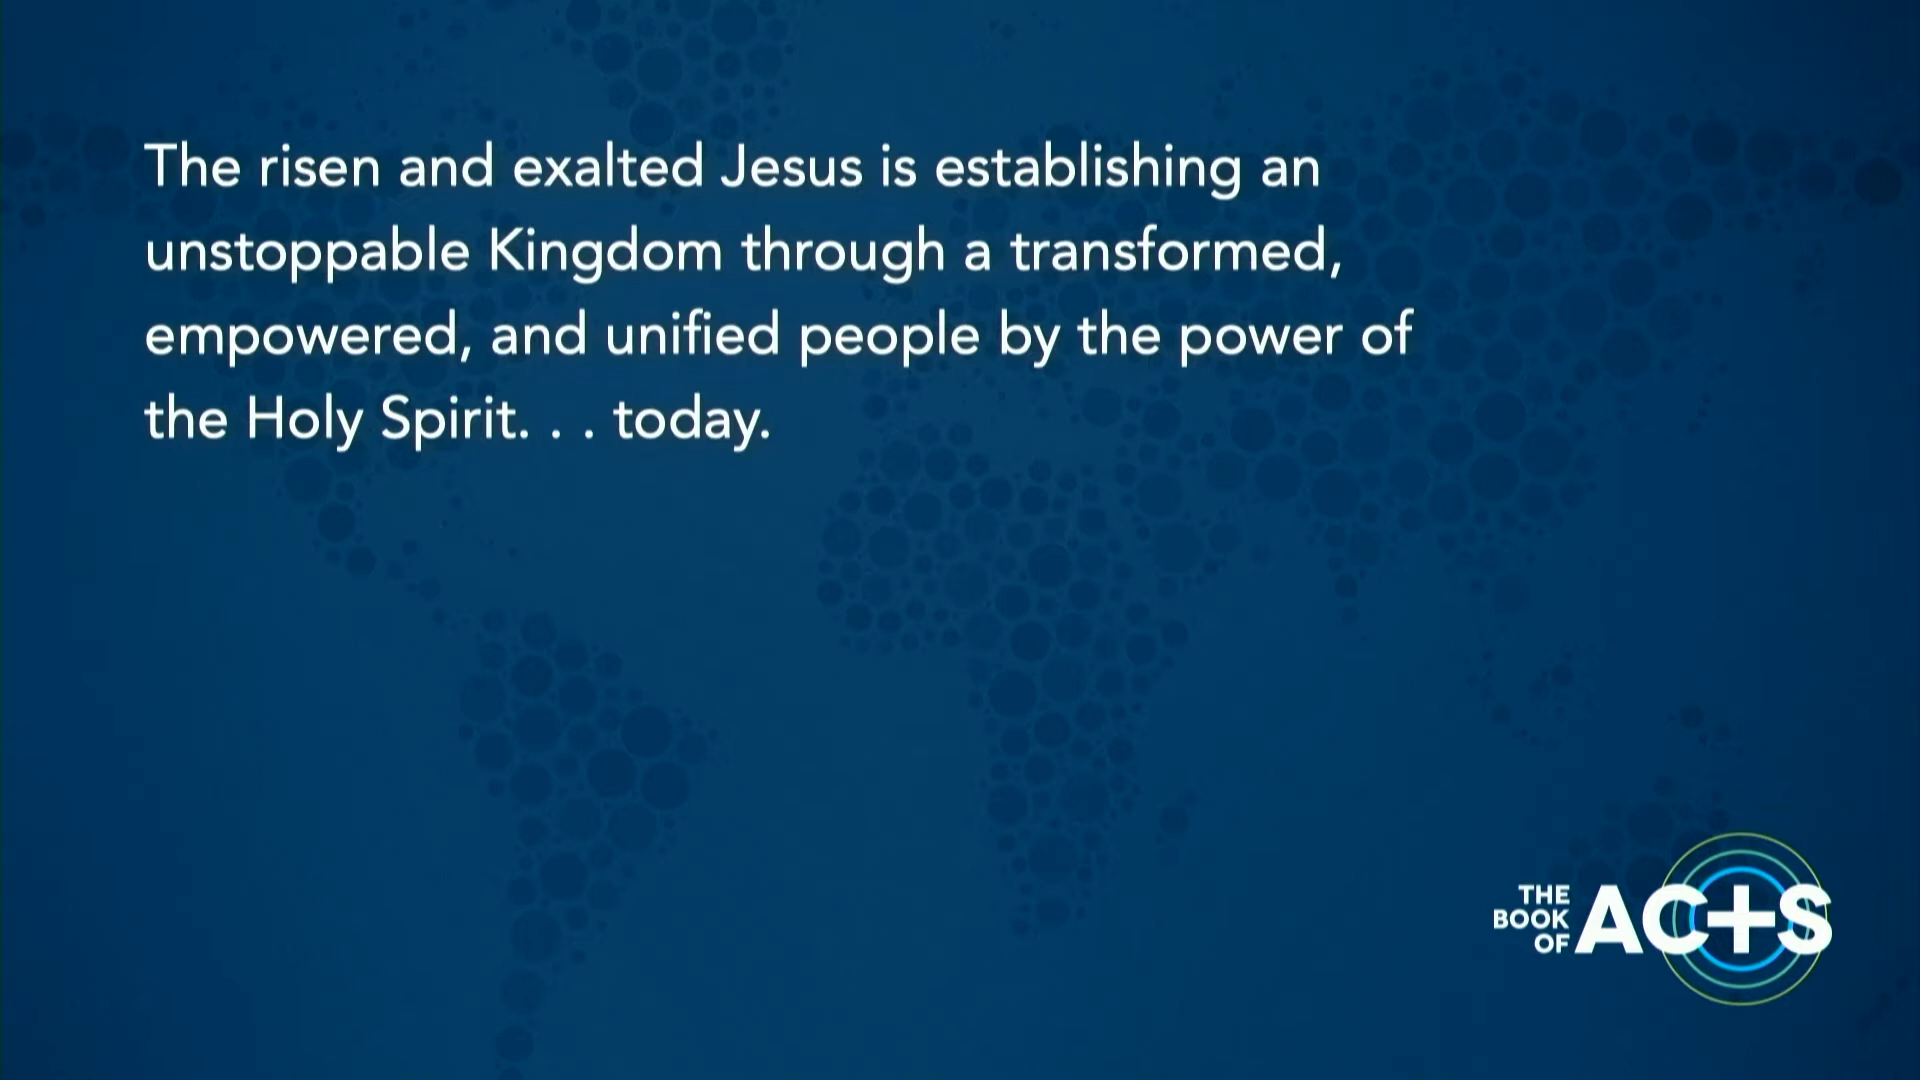 The risen and exalted Jesus is establishing an
unstoppable Kingdom through a transformed,
empowered, and unified people by the power of
the Holy Spirit. . . today.
THE
BOOK
OF
ACTS